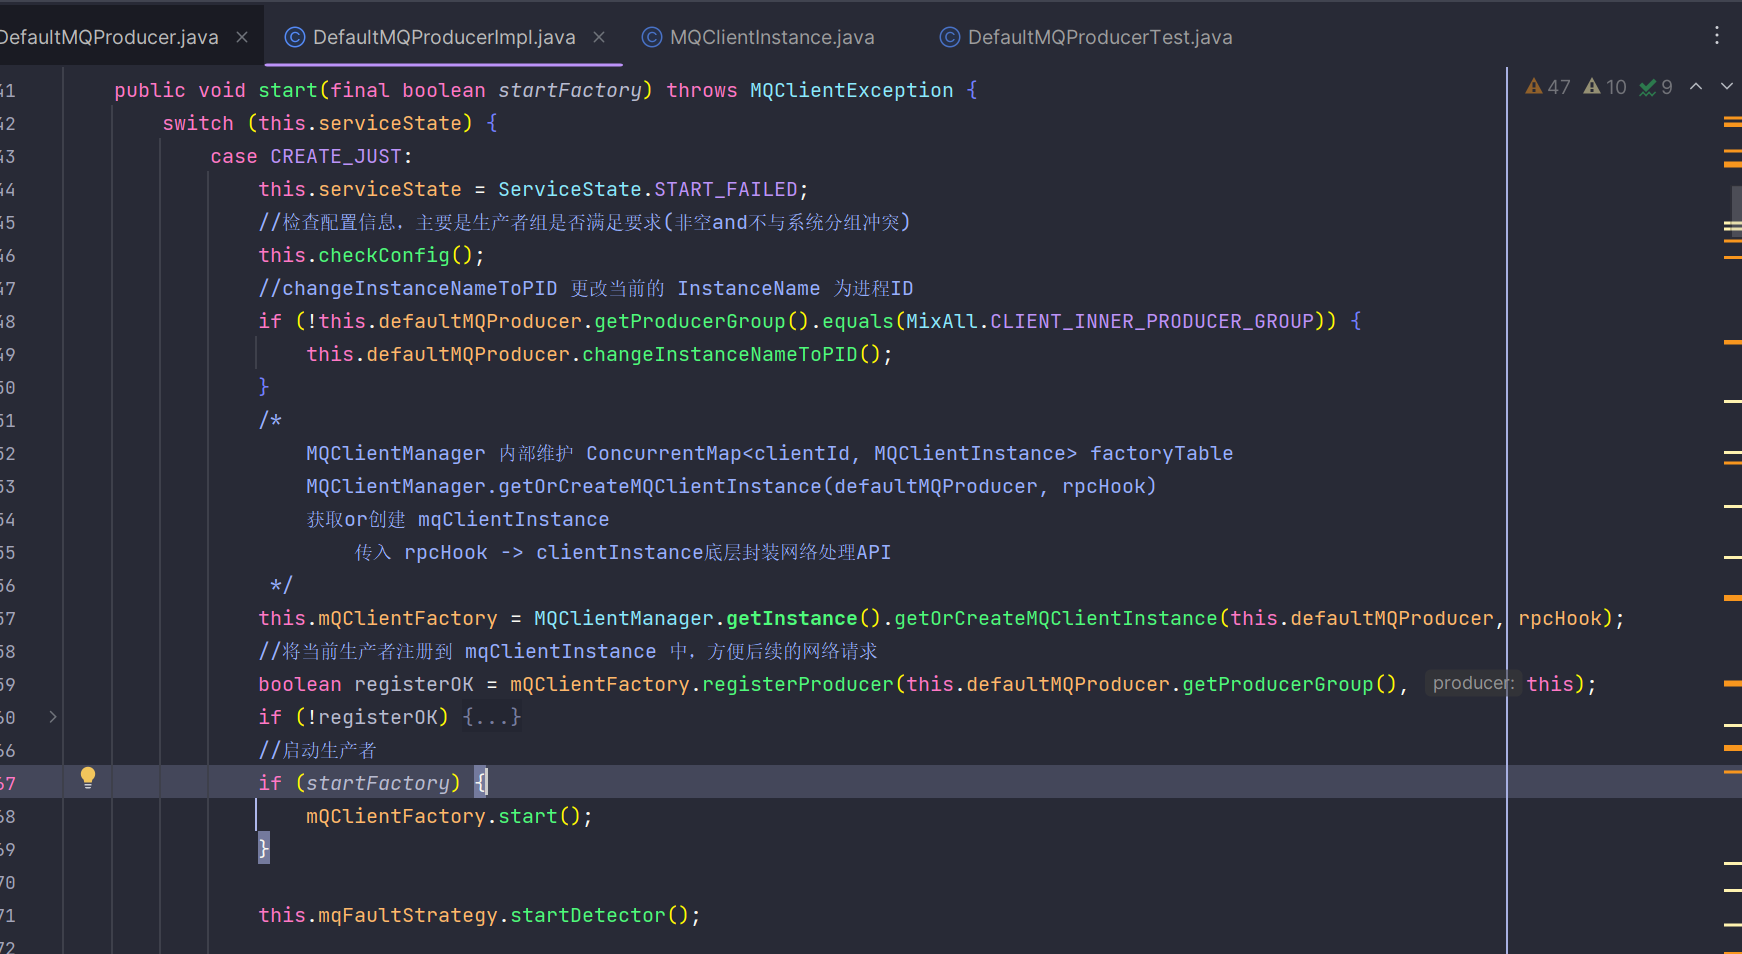 DefaultMQProducer.java
DefaultMQProducerImpl.java
MQClientInstance.java
DefaultMQProducerTest.java
47 10 9
41 public void start(final boolean startFactory) throws MQClientException {
42 switch (this.serviceState) {
43 case CREATE_JUST:
44 this.serviceState = ServiceState.START_FAILED;
45 //检查配置信息，主要是生产者组是否满足要求(非空and不与系统分组冲突)
46 this.checkConfig();
47 //changeInstanceNameToPID 更改当前的 InstanceName 为进程ID
48 if (!this.defaultMQProducer.getProducerGroup().equals(MixAll.CLIENT_INNER_PRODUCER_GROUP)) {
49 this.defaultMQProducer.changeInstanceNameToPID();
50 }
51 /*
52 MQClientManager 内部维护 ConcurrentMap<clientId, MQClientInstance> factoryTable
53 MQClientManager.getOrCreateMQClientInstance(defaultMQProducer, rpcHook)
54 获取or创建 mqClientInstance
55 传入 rpcHook -> clientInstance底层封装网络处理API
56 */
57 this.mQClientFactory = MQClientManager.getInstance().getOrCreateMQClientInstance(this.defaultMQProducer, rpcHook);
58 //将当前生产者注册到 mqClientInstance 中，方便后续的网络请求
59 boolean registerOK = mQClientFactory.registerProducer(this.defaultMQProducer.getProducerGroup(), producer: this);
60 if (!registerOK) {...}
66 //启动生产者
67 if (startFactory) {
68 mQClientFactory.start();
69 }
70
71 this.mqFaultStrategy.startDetector();
72